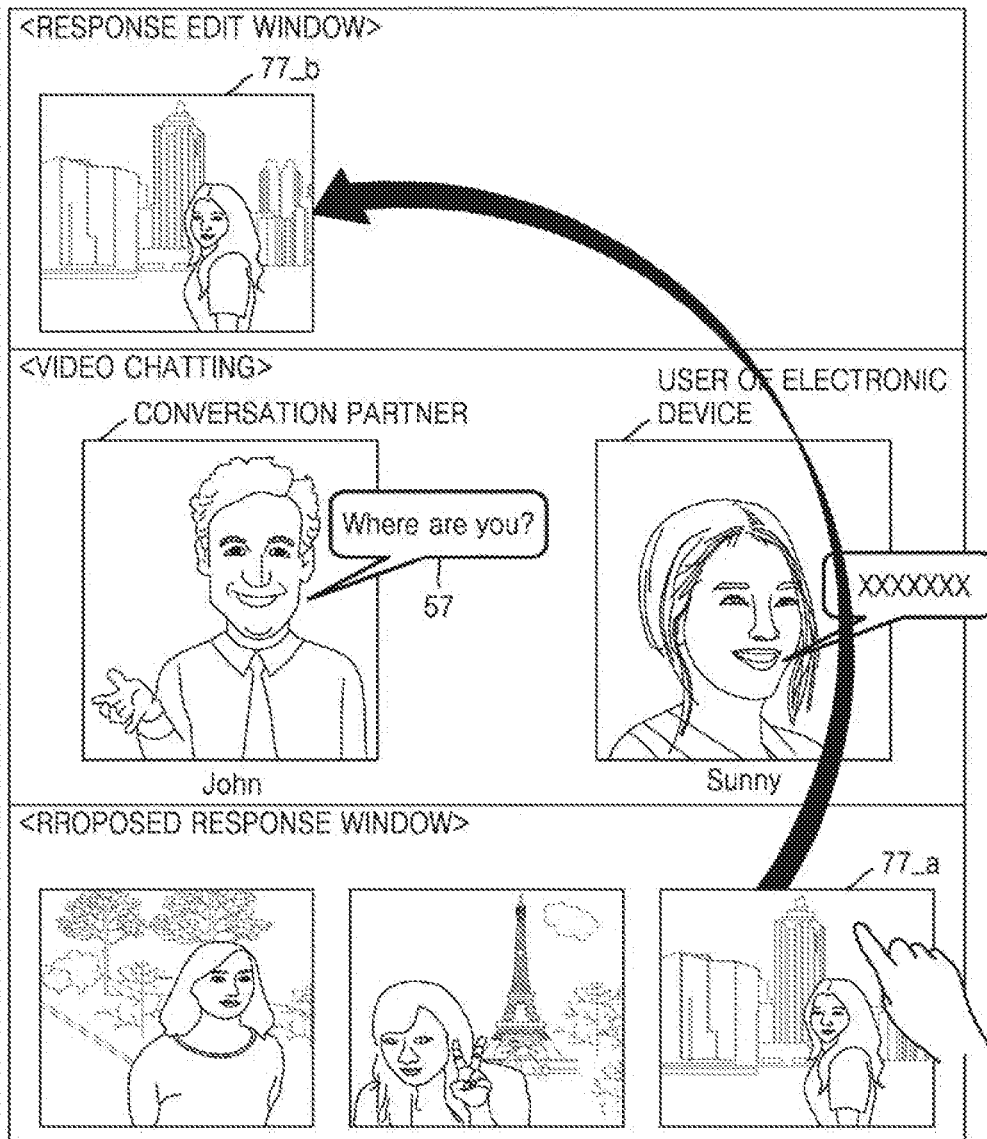 <RESPONSE EDIT WINDOW>
77_b
<VIDEO CHATTING>
CONVERSATION PARTNER
USER OF ELECTRONIC
DEVICE
Where are you?
57
XXXXXXX
John
Sunny
<RROPOSED RESPONSE WINDOW>
77_a